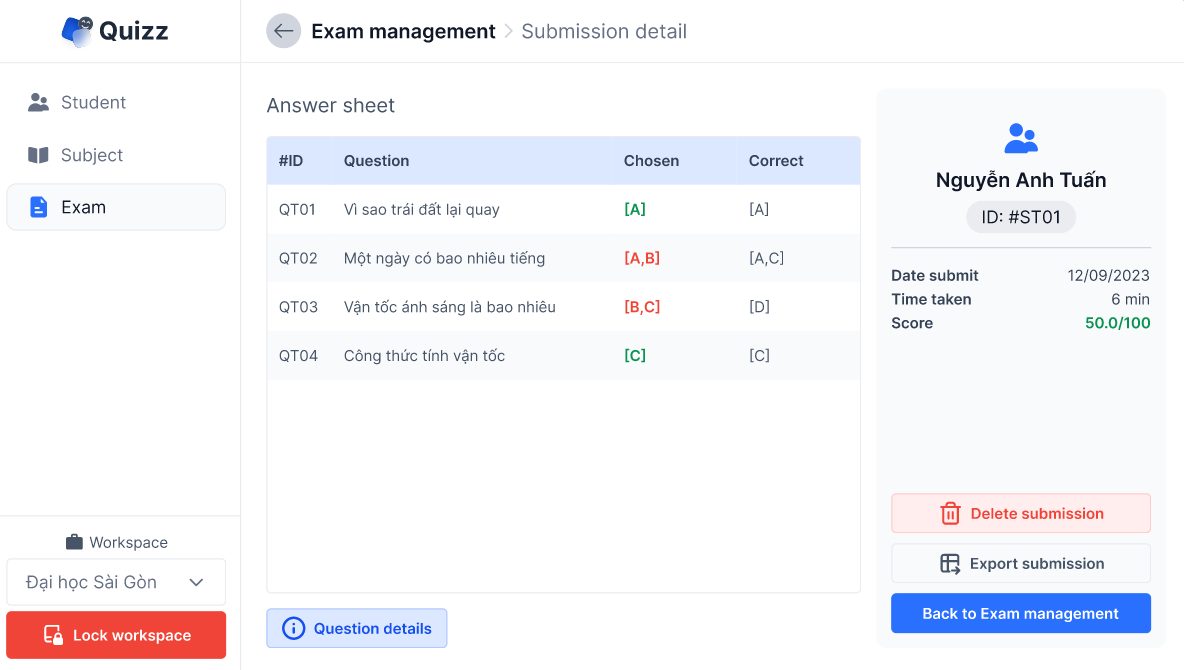 Quizz
Exam management > Submission detail
Student
Subject
Exam
Workspace
Đại học Sài Gòn
Lock workspace
Answer sheet
#ID Question Chosen Correct
QT01 Vì sao trái đất lại quay [A] [A]
QT02 Một ngày có bao nhiêu tiếng [A,B] [A,C]
QT03 Vận tốc ánh sáng là bao nhiêu [B,C] [D]
QT04 Công thức tính vận tốc [C] [C]
Question details
Nguyễn Anh Tuấn
ID: #ST01
Date submit 12/09/2023
Time taken 6 min
Score 50.0/100
Delete submission
Export submission
Back to Exam management